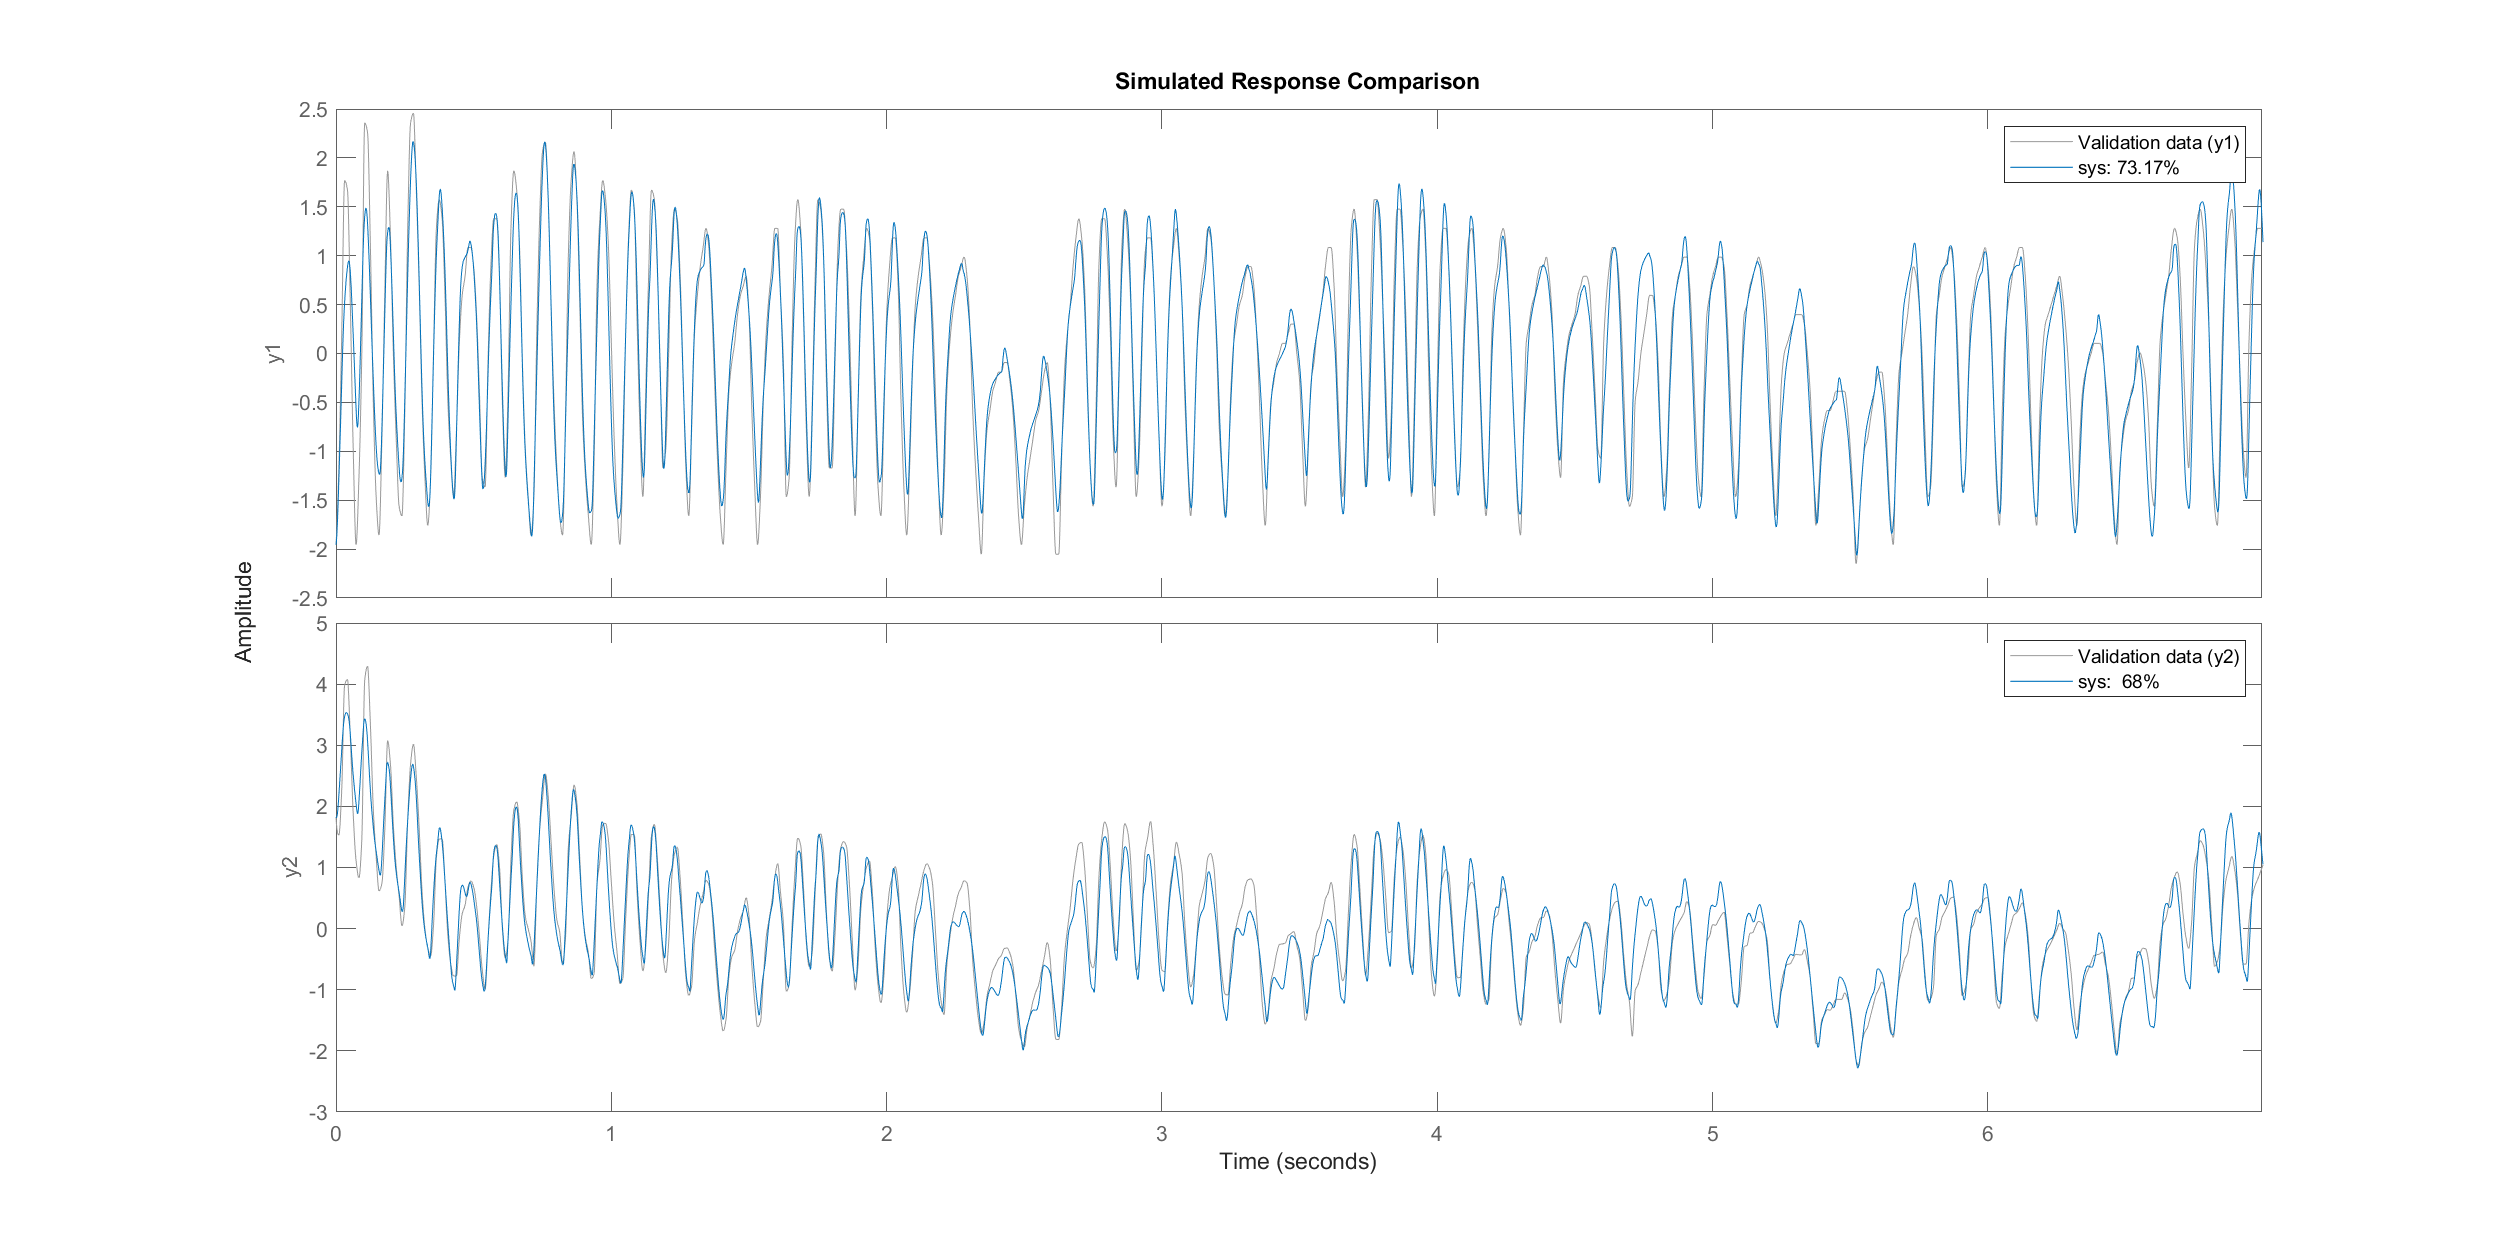 Simulated Response Comparison
2.5
2
1.5
1
0.5
0
-0.5
-1
-1.5
-2
-2.5
y1
Validation data (y1)
sys: 73.17%
Amplitude
5
4
3
2
1
0
-1
-2
-3
y2
Validation data (y2)
sys: 68%
0 1 2 3 4 5 6
Time (seconds)